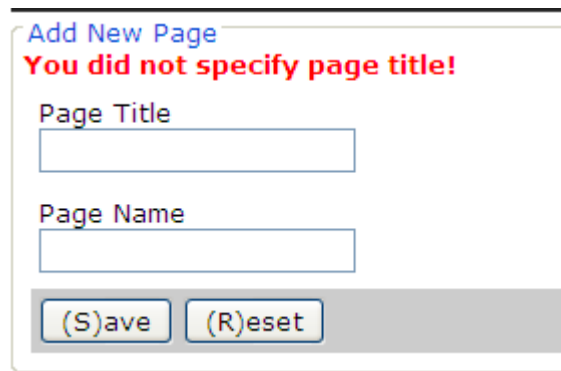 Add New Page
You did not specify page title!
Page Title
Page Name
(S)ave (R)eset